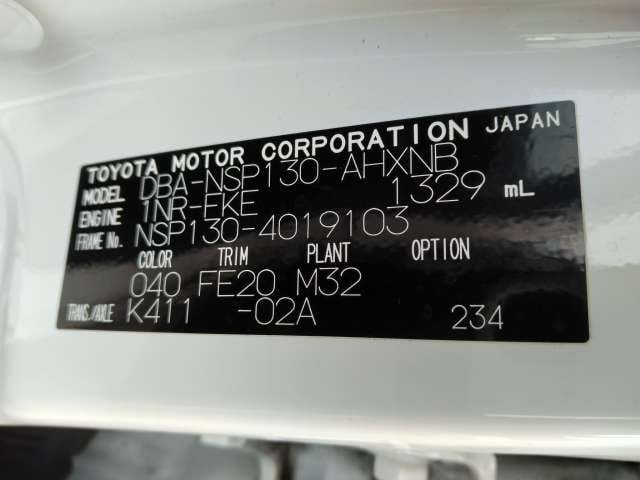 TOYOTA MOTOR CORPORATION JAPAN
MODEL DBA-NSP130-AHXNB
ENGINE 1NR-FKE 1329 mL
FRAME No. NSP130-4019103
COLOR TRIM PLANT OPTION
040 FE20 M32
TRANS./AXLE K411 -02A 234